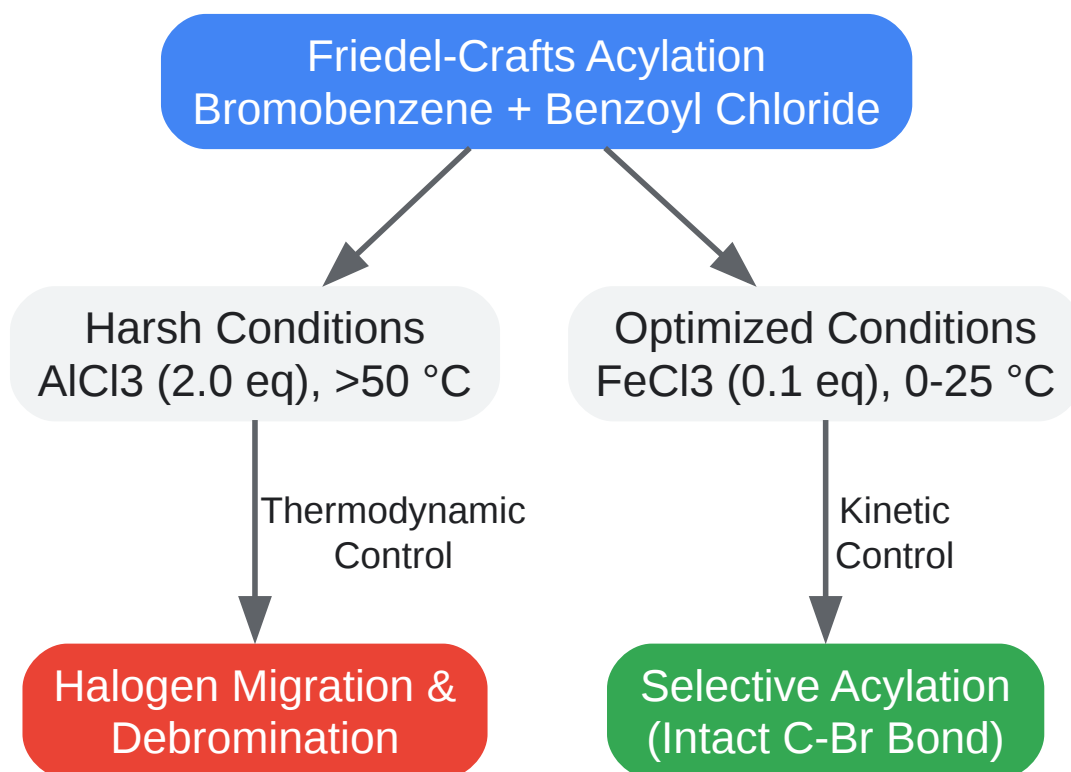 Friedel-Crafts Acylation
Bromobenzene + Benzoyl Chloride
Harsh Conditions
AlCl3 (2.0 eq), >50 °C
Optimized Conditions
FeCl3 (0.1 eq), 0-25 °C
Thermodynamic
Control
Kinetic
Control
Halogen Migration &
Debromination
Selective Acylation
(Intact C-Br Bond)